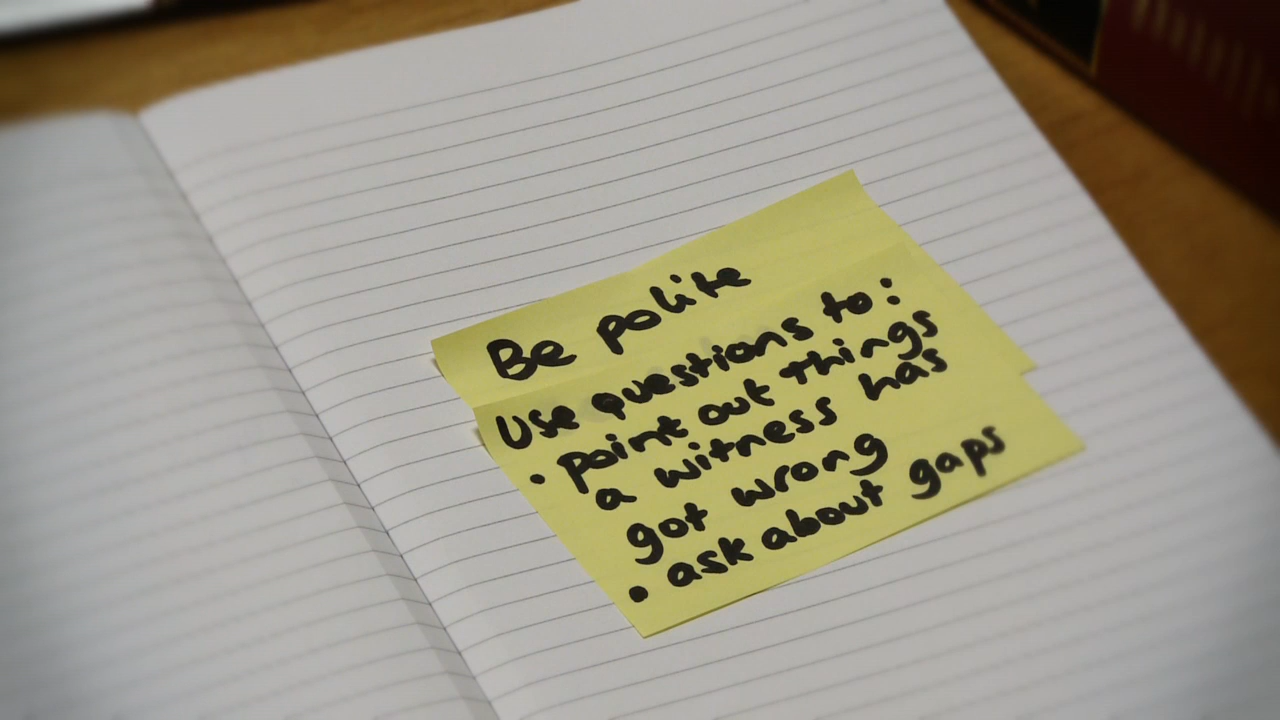 Be polite
Use questions to:
• point out things
a witness has
got wrong
• ask about gaps